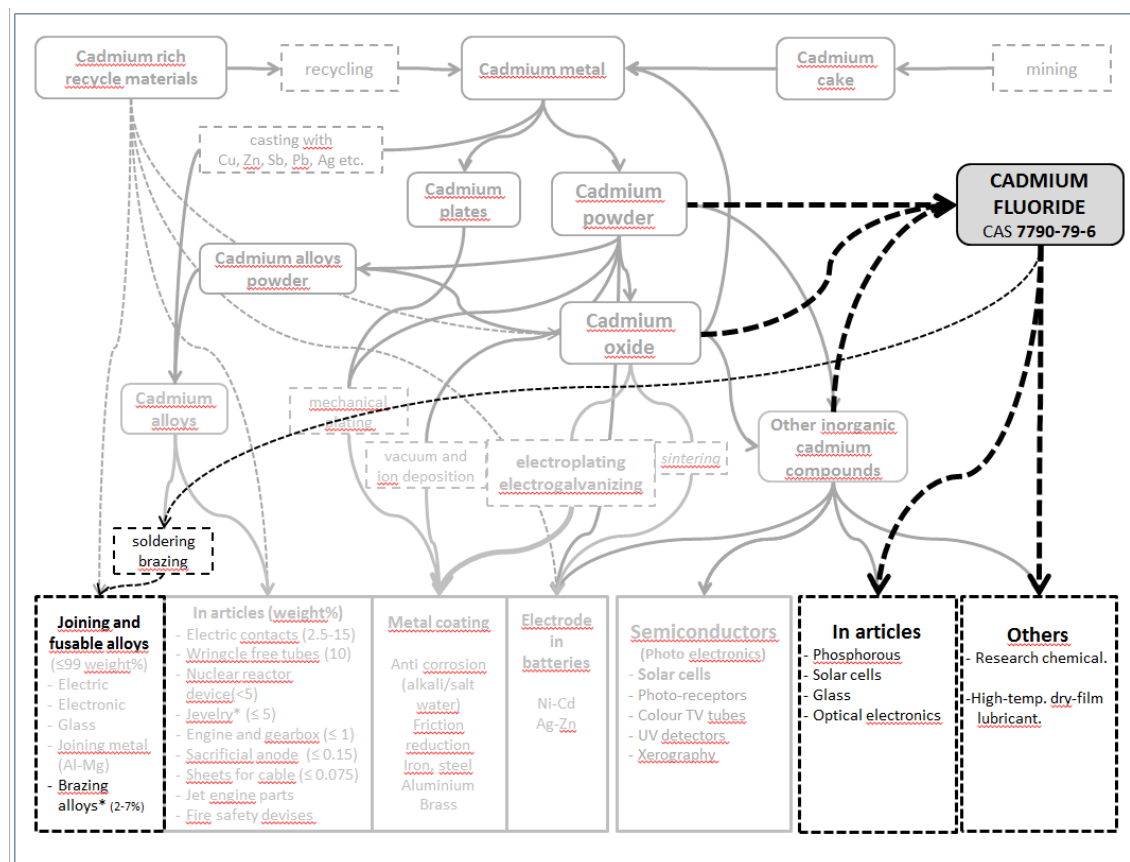 Cadmium rich
recycle materials
recycling
Cadmium metal
Cadmium
cake
mining
casting with
Cu, Zn, Sb, Pb, Ag etc.
Cadmium
plates
Cadmium
powder
CADMIUM
FLUORIDE
CAS 7790-79-6
Cadmium alloys
powder
Cadmium
oxide
Cadmium
alloys
mechanical
plating
vacuum and
ion deposition
electroplating
electrogalvanizing
sintering
Other inorganic
cadmium
compounds
soldering
brazing
Joining and
fusable alloys
(≤99 weight%)
- Electric
- Electronic
- Glass
- Joining metal
(Al-Mg)
- Brazing
alloys* (2-7%)
In articles (weight%)
- Electric contacts (2.5-15)
- Wringcle free tubes (10)
- Nuclear reactor
device(<5)
- Jevelry* (≤ 5)
- Engine and gearbox (≤ 1)
- Sacrificial anode (≤ 0.15)
- Sheets for cable (≤ 0.075)
- Jet engine parts
- Fire safety devises
Metal coating
Anti corrosion
(alkali/salt
water)
Friction
reduction
Iron, steel
Aluminium
Brass
Electrode
in
batteries
Ni-Cd
Ag-Zn
Semiconductors
(Photo electronics)
- Solar cells
- Photo-receptors
- Colour TV tubes
- UV detectors
- Xerography
In articles
- Phosphorous
- Solar cells
- Glass
- Optical electronics
Others
- Research chemical.
-High-temp. dry-film
lubricant.